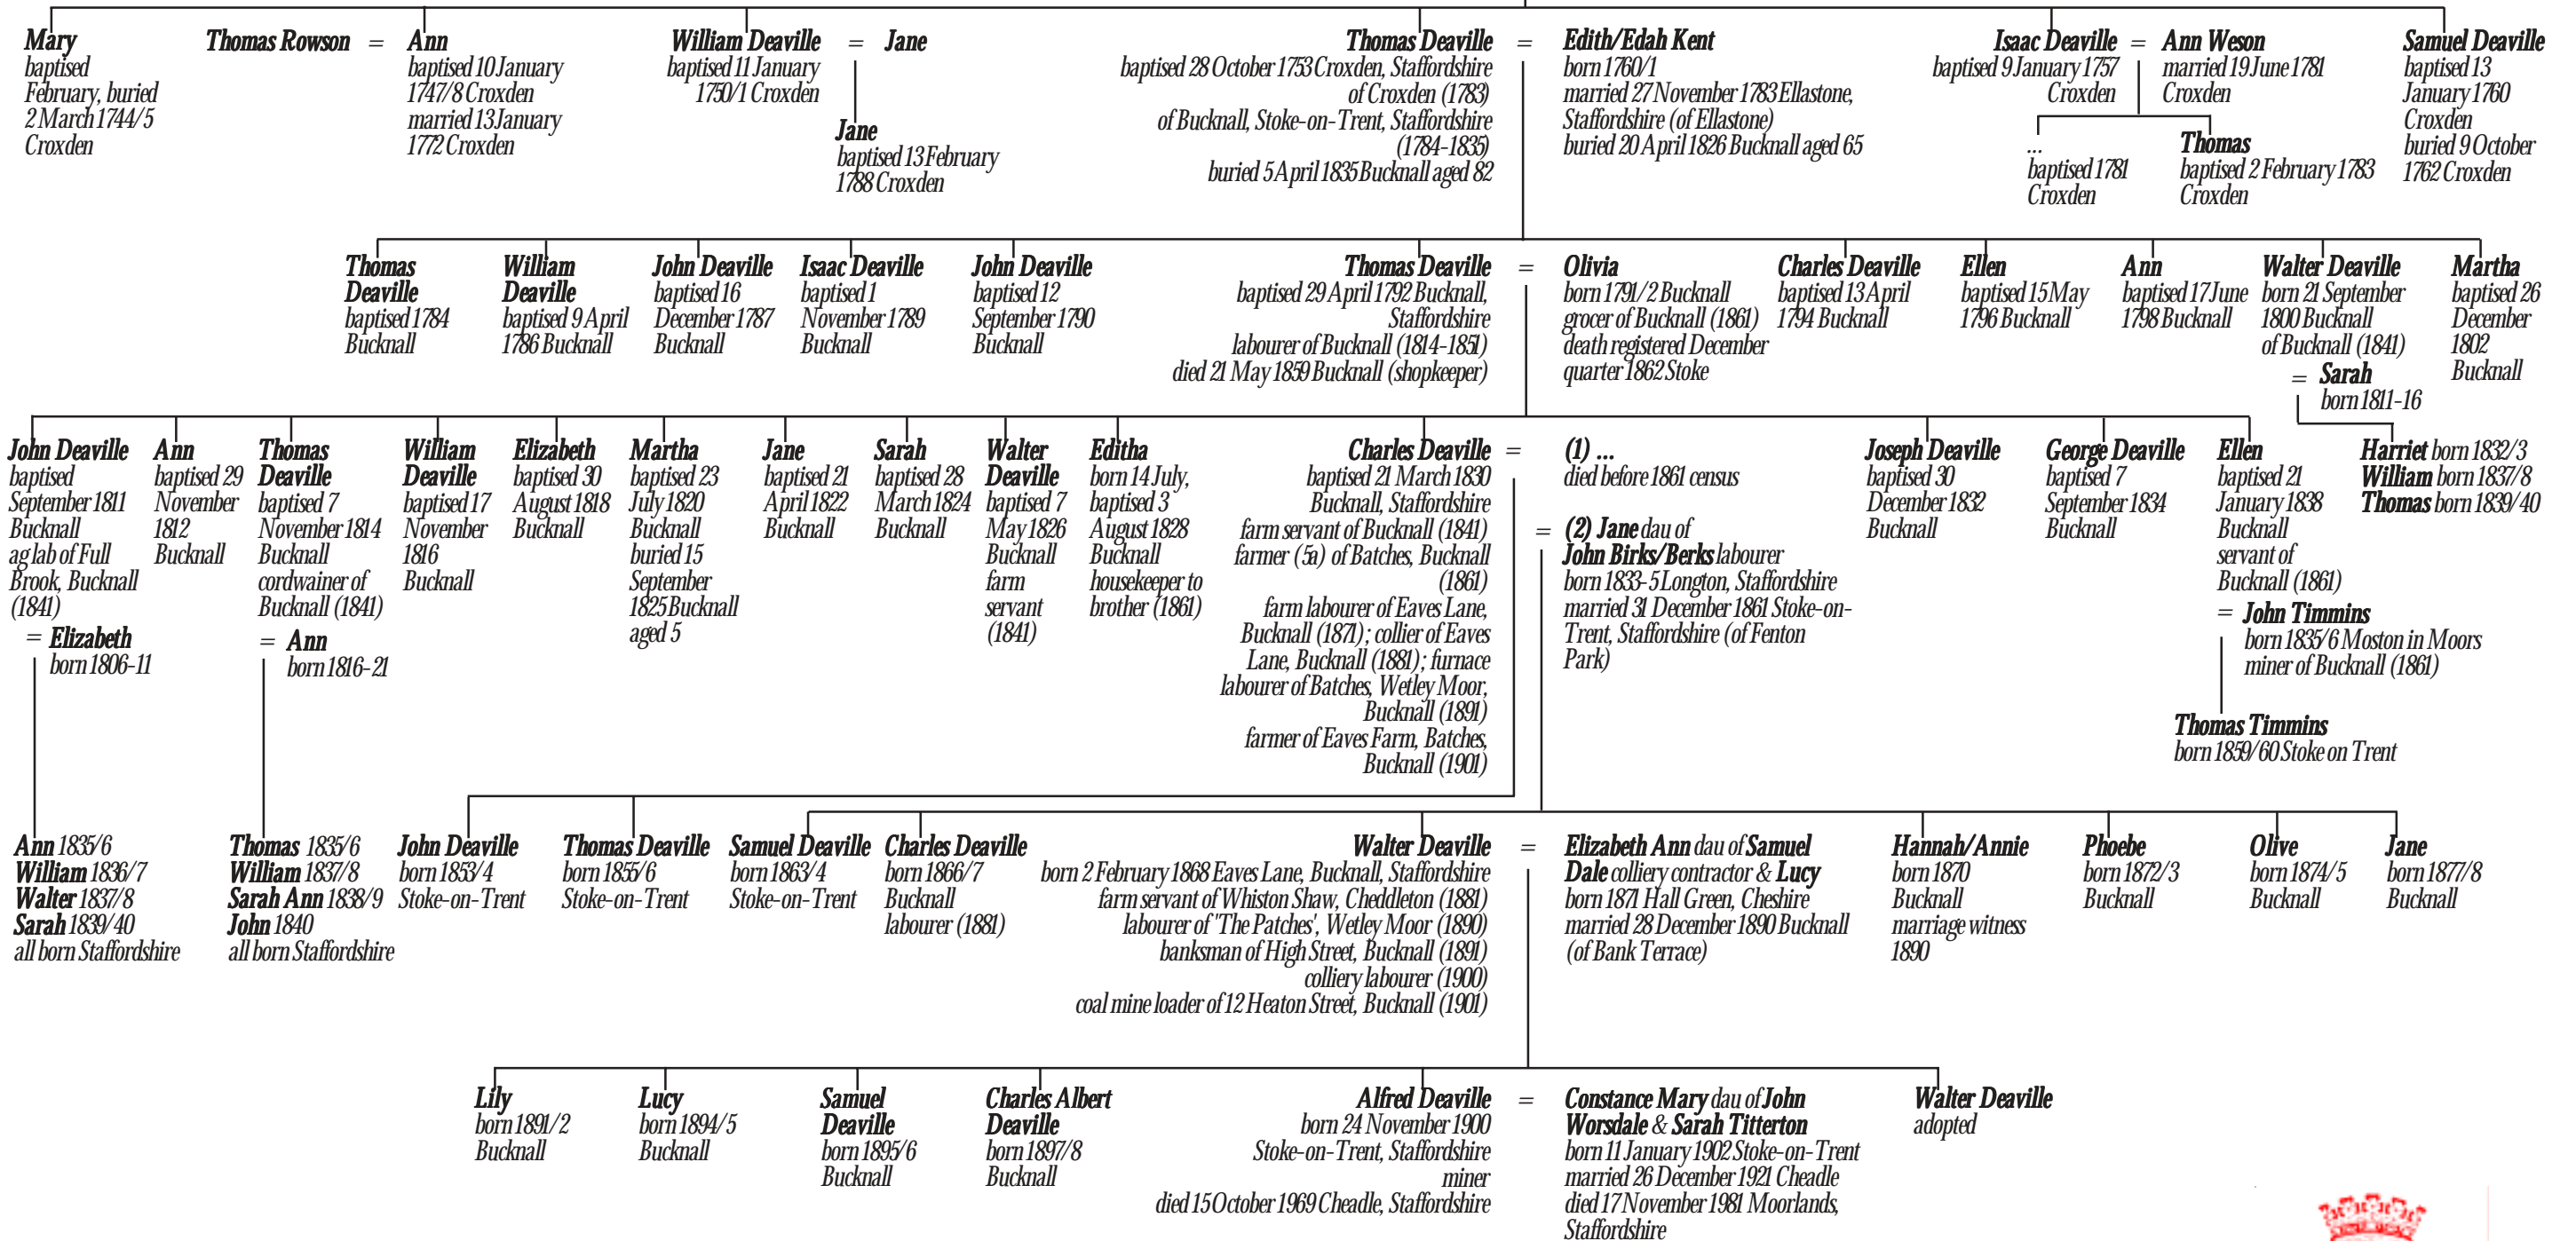 Mary
baptised
February, buried
2 March 1744/5
Croxden
Thomas Rowson =
Ann
baptised 10 January
1747/8 Croxden
married 13 January
1772 Croxden
William Deaville = Jane
baptised 11 January
1750/1 Croxden
Jane
baptised 13 February
1788 Croxden
Thomas Deaville =
baptised 28 October 1753 Croxden, Staffordshire
of Croxden (1783)
of Bucknall, Stoke-on-Trent, Staffordshire
(1784-1835)
buried 5 April 1835 Bucknall aged 82
Edith/Edah Kent
born 1760/1
married 27 November 1783 Ellastone,
Staffordshire (of Ellastone)
buried 20 April 1826 Bucknall aged 65
Isaac Deaville =
baptised 9 January 1757
Croxden
Ann Weson
married 19 June 1781
Croxden
...
baptised 1781
Croxden
Thomas
baptised 2 February 1783
Croxden
Samuel Deaville
baptised 13
January 1760
Croxden
buried 9 October
1762 Croxden
Thomas
Deaville
baptised 1784
Bucknall
William
Deaville
baptised 9 April
1786 Bucknall
John Deaville
baptised 16
December 1787
Bucknall
Isaac Deaville
baptised 1
November 1789
Bucknall
John Deaville
baptised 12
September 1790
Bucknall
Thomas Deaville =
baptised 29 April 1792 Bucknall,
Staffordshire
labourer of Bucknall (1814-1851)
died 21 May 1859 Bucknall (shopkeeper)
Olivia
born 1791/2 Bucknall
grocer of Bucknall (1861)
death registered December
quarter 1862 Stoke
Charles Deaville
baptised 13 April
1794 Bucknall
Ellen
baptised 15 May
1796 Bucknall
Ann
baptised 17 June
1798 Bucknall
Walter Deaville
born 21 September
1800 Bucknall
of Bucknall (1841)
= Sarah
born 1811-16
Martha
baptised 26
December
1802
Bucknall
John Deaville
baptised
September 1811
Bucknall
ag lab of Full
Brook, Bucknall
(1841)
= Elizabeth
born 1806-11
Ann
baptised 29
November
1812
Bucknall
Thomas
Deaville
baptised 7
November 1814
Bucknall
cordwainer of
Bucknall (1841)
= Ann
born 1816-21
William
Deaville
baptised 17
November
1816
Bucknall
Elizabeth
baptised 30
August 1818
Bucknall
Martha
baptised 23
July 1820
Bucknall
buried 15
September
1825 Bucknall
aged 5
Jane
baptised 21
April 1822
Bucknall
Sarah
baptised 28
March 1824
Bucknall
Walter
Deaville
baptised 7
May 1826
Bucknall
farm
servant
(1841)
Editha
born 14 July,
baptised 3
August 1828
Bucknall
housekeeper to
brother (1861)
Charles Deaville =
baptised 21 March 1830
Bucknall, Staffordshire
farm servant of Bucknall (1841)
farmer (5a) of Batches, Bucknall
(1861)
farm labourer of Eaves Lane,
Bucknall (1871); collier of Eaves
Lane, Bucknall (1881); furnace
labourer of Batches, Wetley Moor,
Bucknall (1891)
farmer of Eaves Farm, Batches,
Bucknall (1901)
(1) ...
died before 1861 census
= (2) Jane dau of
John Birks/Berks labourer
born 1833-5 Longton, Staffordshire
married 31 December 1861 Stoke-on-
Trent, Staffordshire (of Fenton
Park)
Joseph Deaville
baptised 30
December 1832
Bucknall
George Deaville
baptised 7
September 1834
Bucknall
Ellen
baptised 21
January 1838
Bucknall
servant of
Bucknall (1861)
= John Timmins
born 1835/6 Moston in Moors
miner of Bucknall (1861)
Thomas Timmins
born 1859/60 Stoke on Trent
Harriet born 1832/3
William born 1837/8
Thomas born 1839/40
Ann 1835/6
William 1836/7
Walter 1837/8
Sarah 1839/40
all born Staffordshire
Thomas 1835/6
William 1837/8
Sarah Ann 1838/9
John 1840
all born Staffordshire
John Deaville
born 1853/4
Stoke-on-Trent
Thomas Deaville
born 1855/6
Stoke-on-Trent
Samuel Deaville
born 1863/4
Stoke-on-Trent
Charles Deaville
born 1866/7
Bucknall
labourer (1881)
Walter Deaville =
born 2 February 1868 Eaves Lane, Bucknall, Staffordshire
farm servant of Whiston Shaw, Cheddleton (1881)
labourer of 'The Patches', Wetley Moor (1890)
banksman of High Street, Bucknall (1891)
colliery labourer (1900)
coal mine loader of 12 Heaton Street, Bucknall (1901)
Elizabeth Ann dau of Samuel
Dale colliery contractor & Lucy
born 1871 Hall Green, Cheshire
married 28 December 1890 Bucknall
(of Bank Terrace)
Hannah/Annie
born 1870
Bucknall
marriage witness
1890
Phoebe
born 1872/3
Bucknall
Olive
born 1874/5
Bucknall
Jane
born 1877/8
Bucknall
Lily
born 1891/2
Bucknall
Lucy
born 1894/5
Bucknall
Samuel
Deaville
born 1895/6
Bucknall
Charles Albert
Deaville
born 1897/8
Bucknall
Alfred Deaville =
born 24 November 1900
Stoke-on-Trent, Staffordshire
miner
died 15 October 1969 Cheadle, Staffordshire
Constance Mary dau of John
Worsdale & Sarah Titterton
born 11 January 1902 Stoke-on-Trent
married 26 December 1921 Cheadle
died 17 November 1981 Moorlands,
Staffordshire
Walter Deaville
adopted